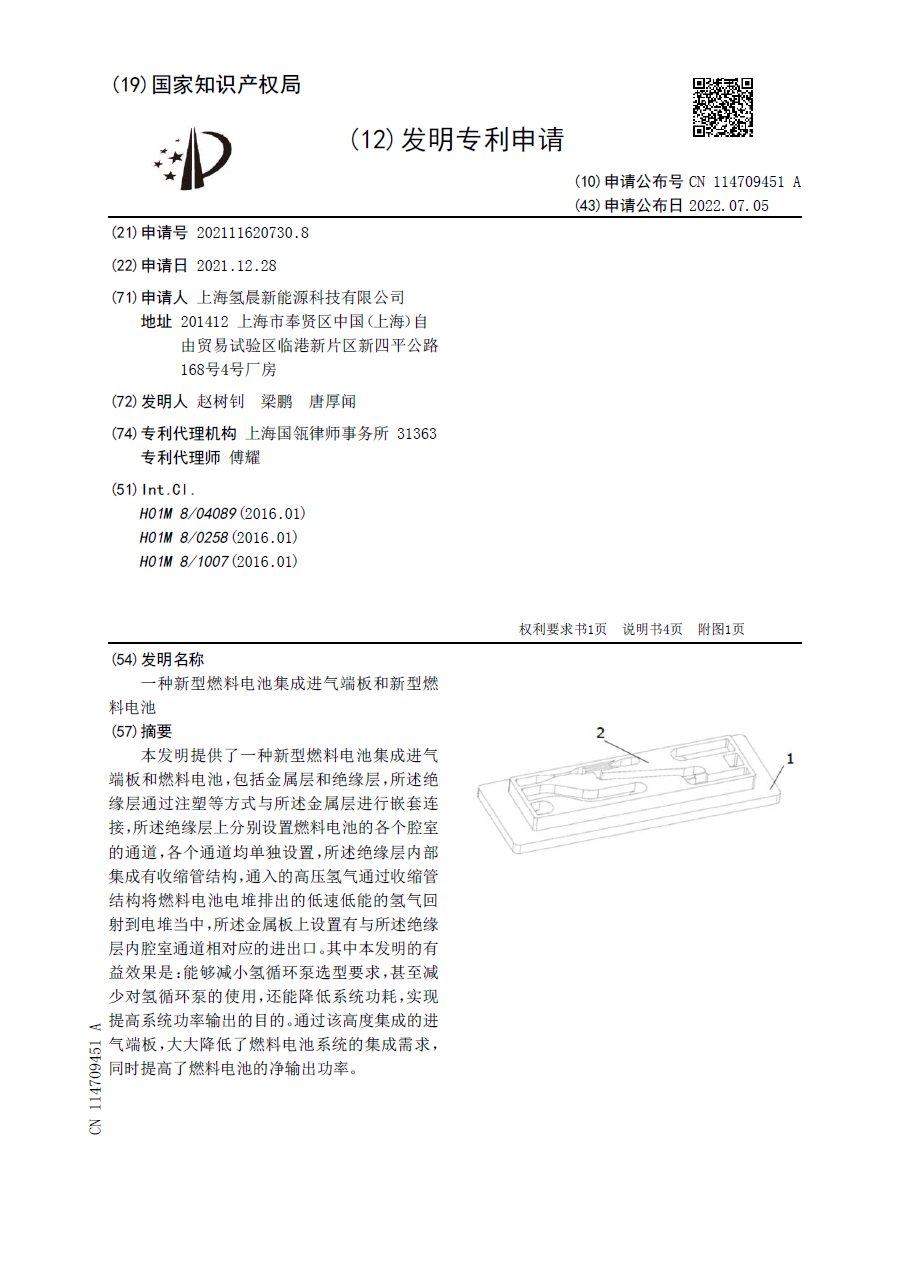 (19)国家知识产权局
(12)发明专利申请
(10)申请公布号 CN 114709451 A
(43)申请公布日 2022.07.05
(21)申请号 202111620730.8
(22)申请日 2021.12.28
(71)申请人 上海氢晨新能源科技有限公司
地址 201412 上海市奉贤区中国(上海)自
由贸易试验区临港新片区新四平公路
168号4号厂房
(72)发明人 赵树钊 梁鹏 唐厚闻
(74)专利代理机构 上海国瓴律师事务所 31363
专利代理师 傅耀
(51)Int.Cl.
H01M 8/04089(2016.01)
H01M 8/0258(2016.01)
H01M 8/1007(2016.01)
权利要求书1页 说明书4页 附图1页
(54)发明名称
一种新型燃料电池集成进气端板和新型燃
料电池
(57)摘要
本发明提供了一种新型燃料电池集成进气
端板和燃料电池,包括金属层和绝缘层,所述绝
缘层通过注塑等方式与所述金属层进行嵌套连
接,所述绝缘层上分别设置燃料电池的各个腔室
的通道,各个通道均单独设置,所述绝缘层内部
集成有收缩管结构,通入的高压氢气通过收缩管
结构将燃料电池电堆排出的低速低能的氢气回
射到电堆当中,所述金属板上设置有与所述绝缘
层内腔室通道相对应的进出口。其中本发明的有
益效果是:能够减小氢循环泵选型要求,甚至减
少对氢循环泵的使用,还能降低系统功耗,实现
提高系统功率输出的目的。通过该高度集成的进
气端板,大大降低了燃料电池系统的集成需求,
同时提高了燃料电池的净输出功率。
2
1
CN 114709451 A